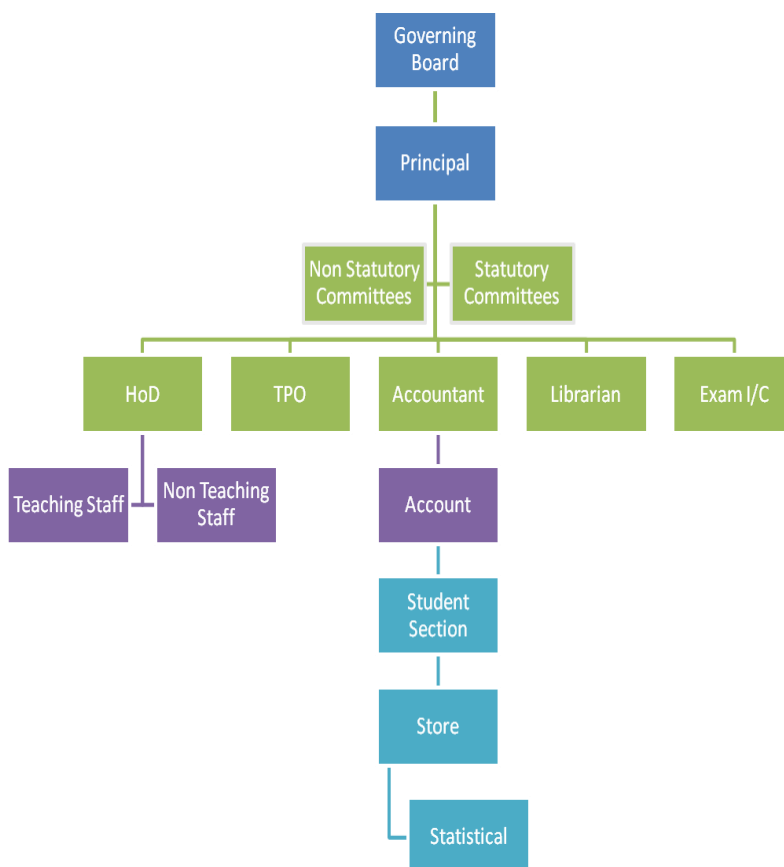 Governing
Board
Principal
Non Statutory
Committees
Statutory
Committees
HoD
TPO
Accountant
Librarian
Exam I/C
Teaching Staff
Non Teaching
Staff
Account
Student
Section
Store
Statistical